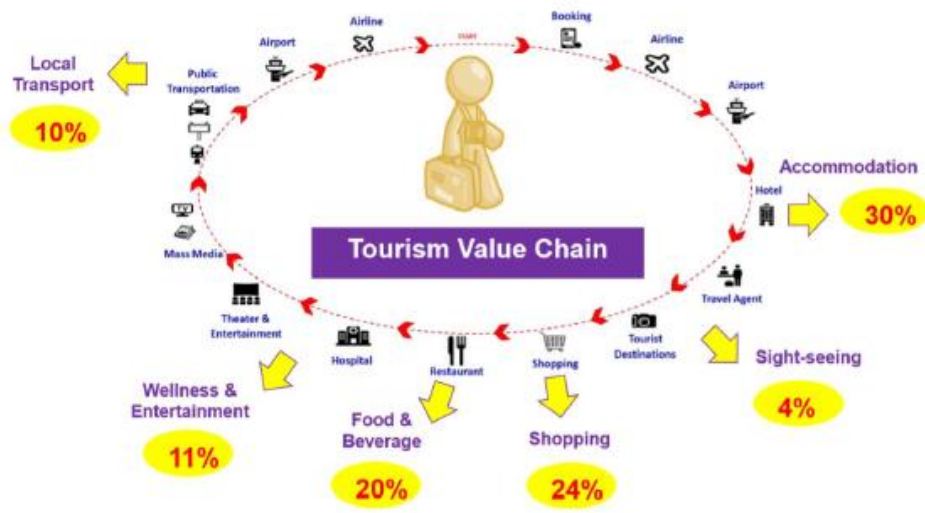 START
Booking
Airline
Airport
Accommodation
30%
Hotel
Travel Agent
Sight-seeing
4%
Tourist
Destinations
Shopping
Shopping
24%
Restaurant
Food &
Beverage
20%
Hospital
Theater &
Entertainment
Wellness &
Entertainment
11%
Mass Media
TV
Public
Transportation
Local
Transport
10%
Airport
Airline
Tourism Value Chain